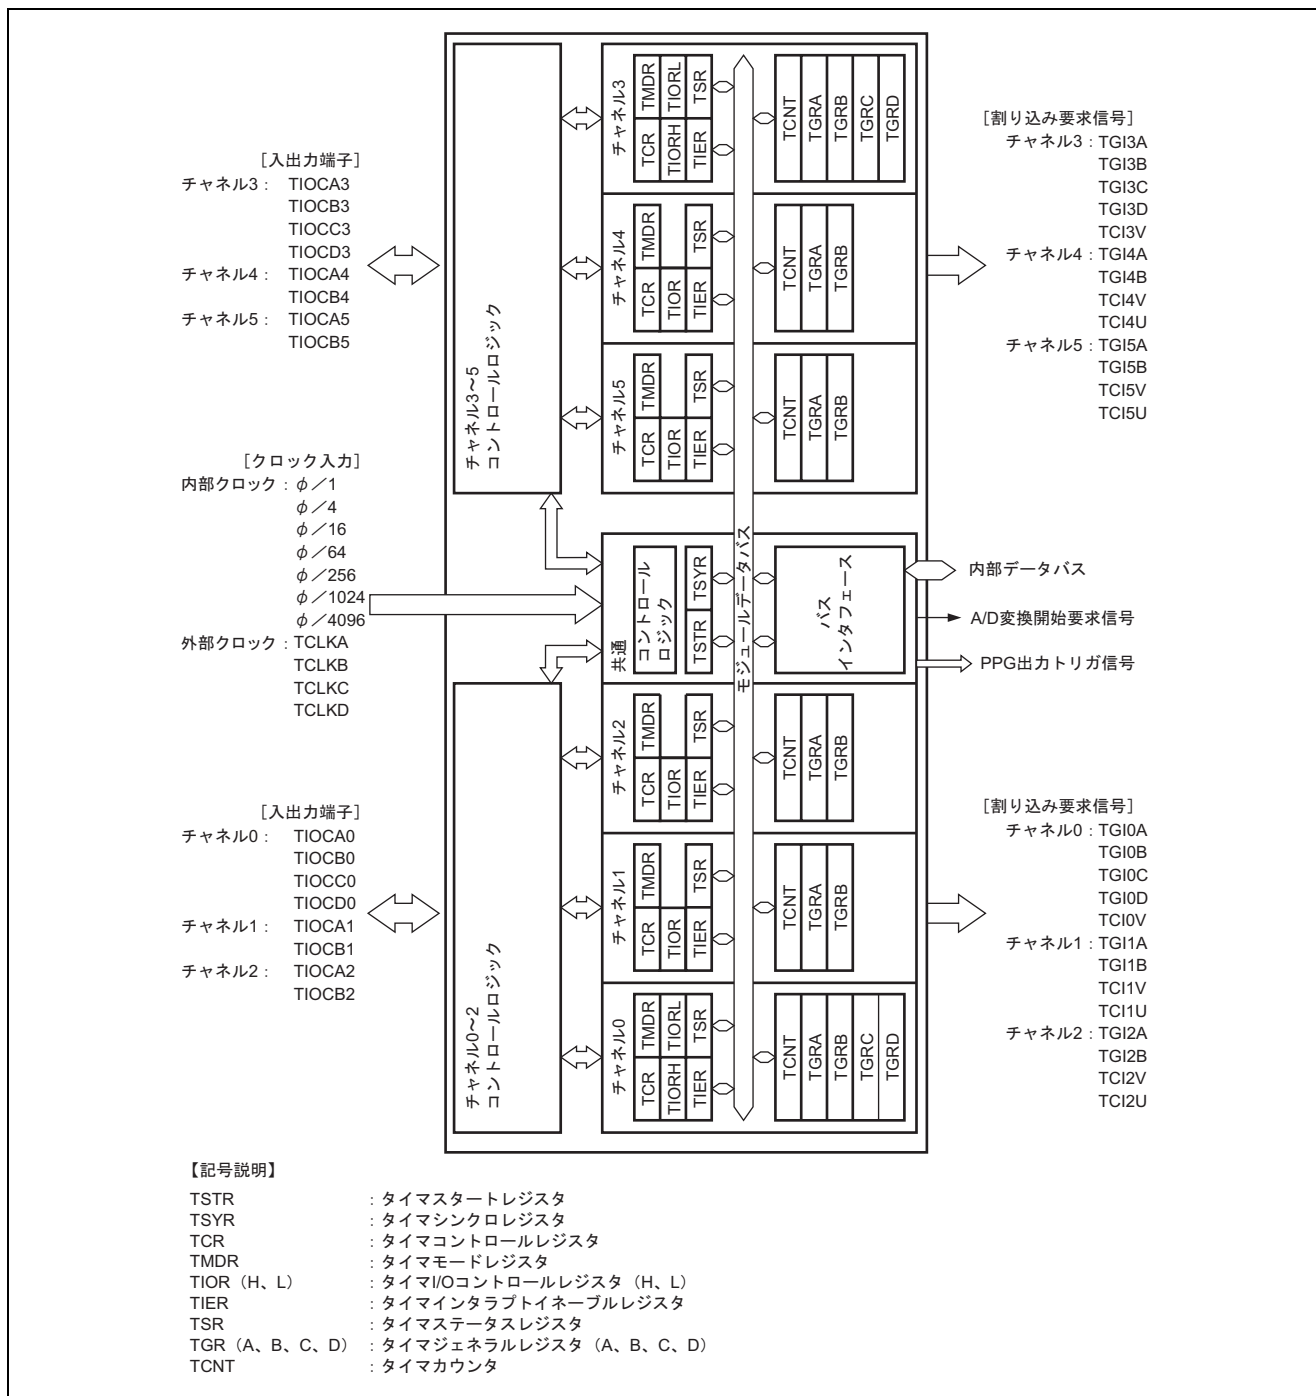 [入出力端子]
チャネル3： TIOCA3
TIOCB3
TIOCC3
TIOCD3
チャネル4： TIOCA4
TIOCB4
チャネル5： TIOCA5
TIOCB5
[クロック入力]
内部クロック：φ／1
φ／4
φ／16
φ／64
φ／256
φ／1024
φ／4096
外部クロック：TCLKA
TCLKB
TCLKC
TCLKD
[入出力端子]
チャネル0： TIOCA0
TIOCB0
TIOCC0
TIOCD0
チャネル1： TIOCA1
TIOCB1
チャネル2： TIOCA2
TIOCB2
チャネル3～5
コントロールロジック
チャネル0～2
コントロールロジック
チャネル3
TCR TMDR
TIORH TIORL
TIER TSR
TCNT
TGRA
TGRB
TGRC
TGRD
チャネル4
TCR TMDR
TIOR
TIER TSR
TCNT
TGRA
TGRB
チャネル5
TCR TMDR
TIOR
TIER TSR
TCNT
TGRA
TGRB
共通
コントロール
ロジック
TSTR TSYR
モジュールデータバス
バス
インタフェース
チャネル2
TCR TMDR
TIOR
TIER TSR
TCNT
TGRA
TGRB
チャネル1
TCR TMDR
TIOR
TIER TSR
TCNT
TGRA
TGRB
チャネル0
TCR TMDR
TIORH TIORL
TIER TSR
TCNT
TGRA
TGRB
TGRC
TGRD
[割り込み要求信号]
チャネル3：TGI3A
TGI3B
TGI3C
TGI3D
TCI3V
チャネル4：TGI4A
TGI4B
TCI4V
TCI4U
チャネル5：TGI5A
TGI5B
TCI5V
TCI5U
内部データバス
A/D変換開始要求信号
PPG出力トリガ信号
[割り込み要求信号]
チャネル0：TGI0A
TGI0B
TGI0C
TGI0D
TCI0V
チャネル1：TGI1A
TGI1B
TCI1V
TCI1U
チャネル2：TGI2A
TGI2B
TCI2V
TCI2U
【記号説明】
TSTR ：タイマスタートレジスタ
TSYR ：タイマシンクロレジスタ
TCR ：タイマコントロールレジスタ
TMDR ：タイマモードレジスタ
TIOR（H、L） ：タイマI/Oコントロールレジスタ（H、L）
TIER ：タイマインタラプトイネーブルレジスタ
TSR ：タイマステータスレジスタ
TGR（A、B、C、D） ：タイマジェネラルレジスタ（A、B、C、D）
TCNT ：タイマカウンタ